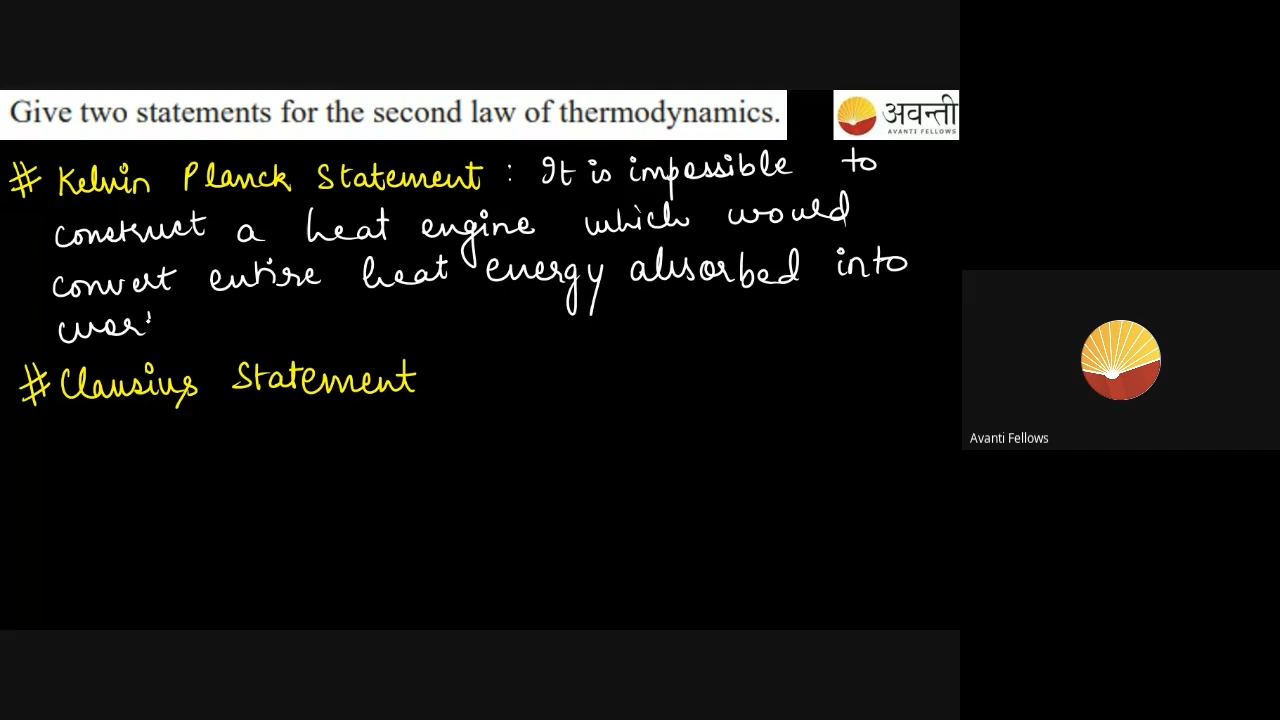 Give two statements for the second law of thermodynamics.
अवन्ती
AVANTI FELLOWS
# Kelvin Planck Statement : It is impossible to
construct a heat engine which would
convert entire heat energy absorbed into
# Clausius Statement
Avanti Fellows